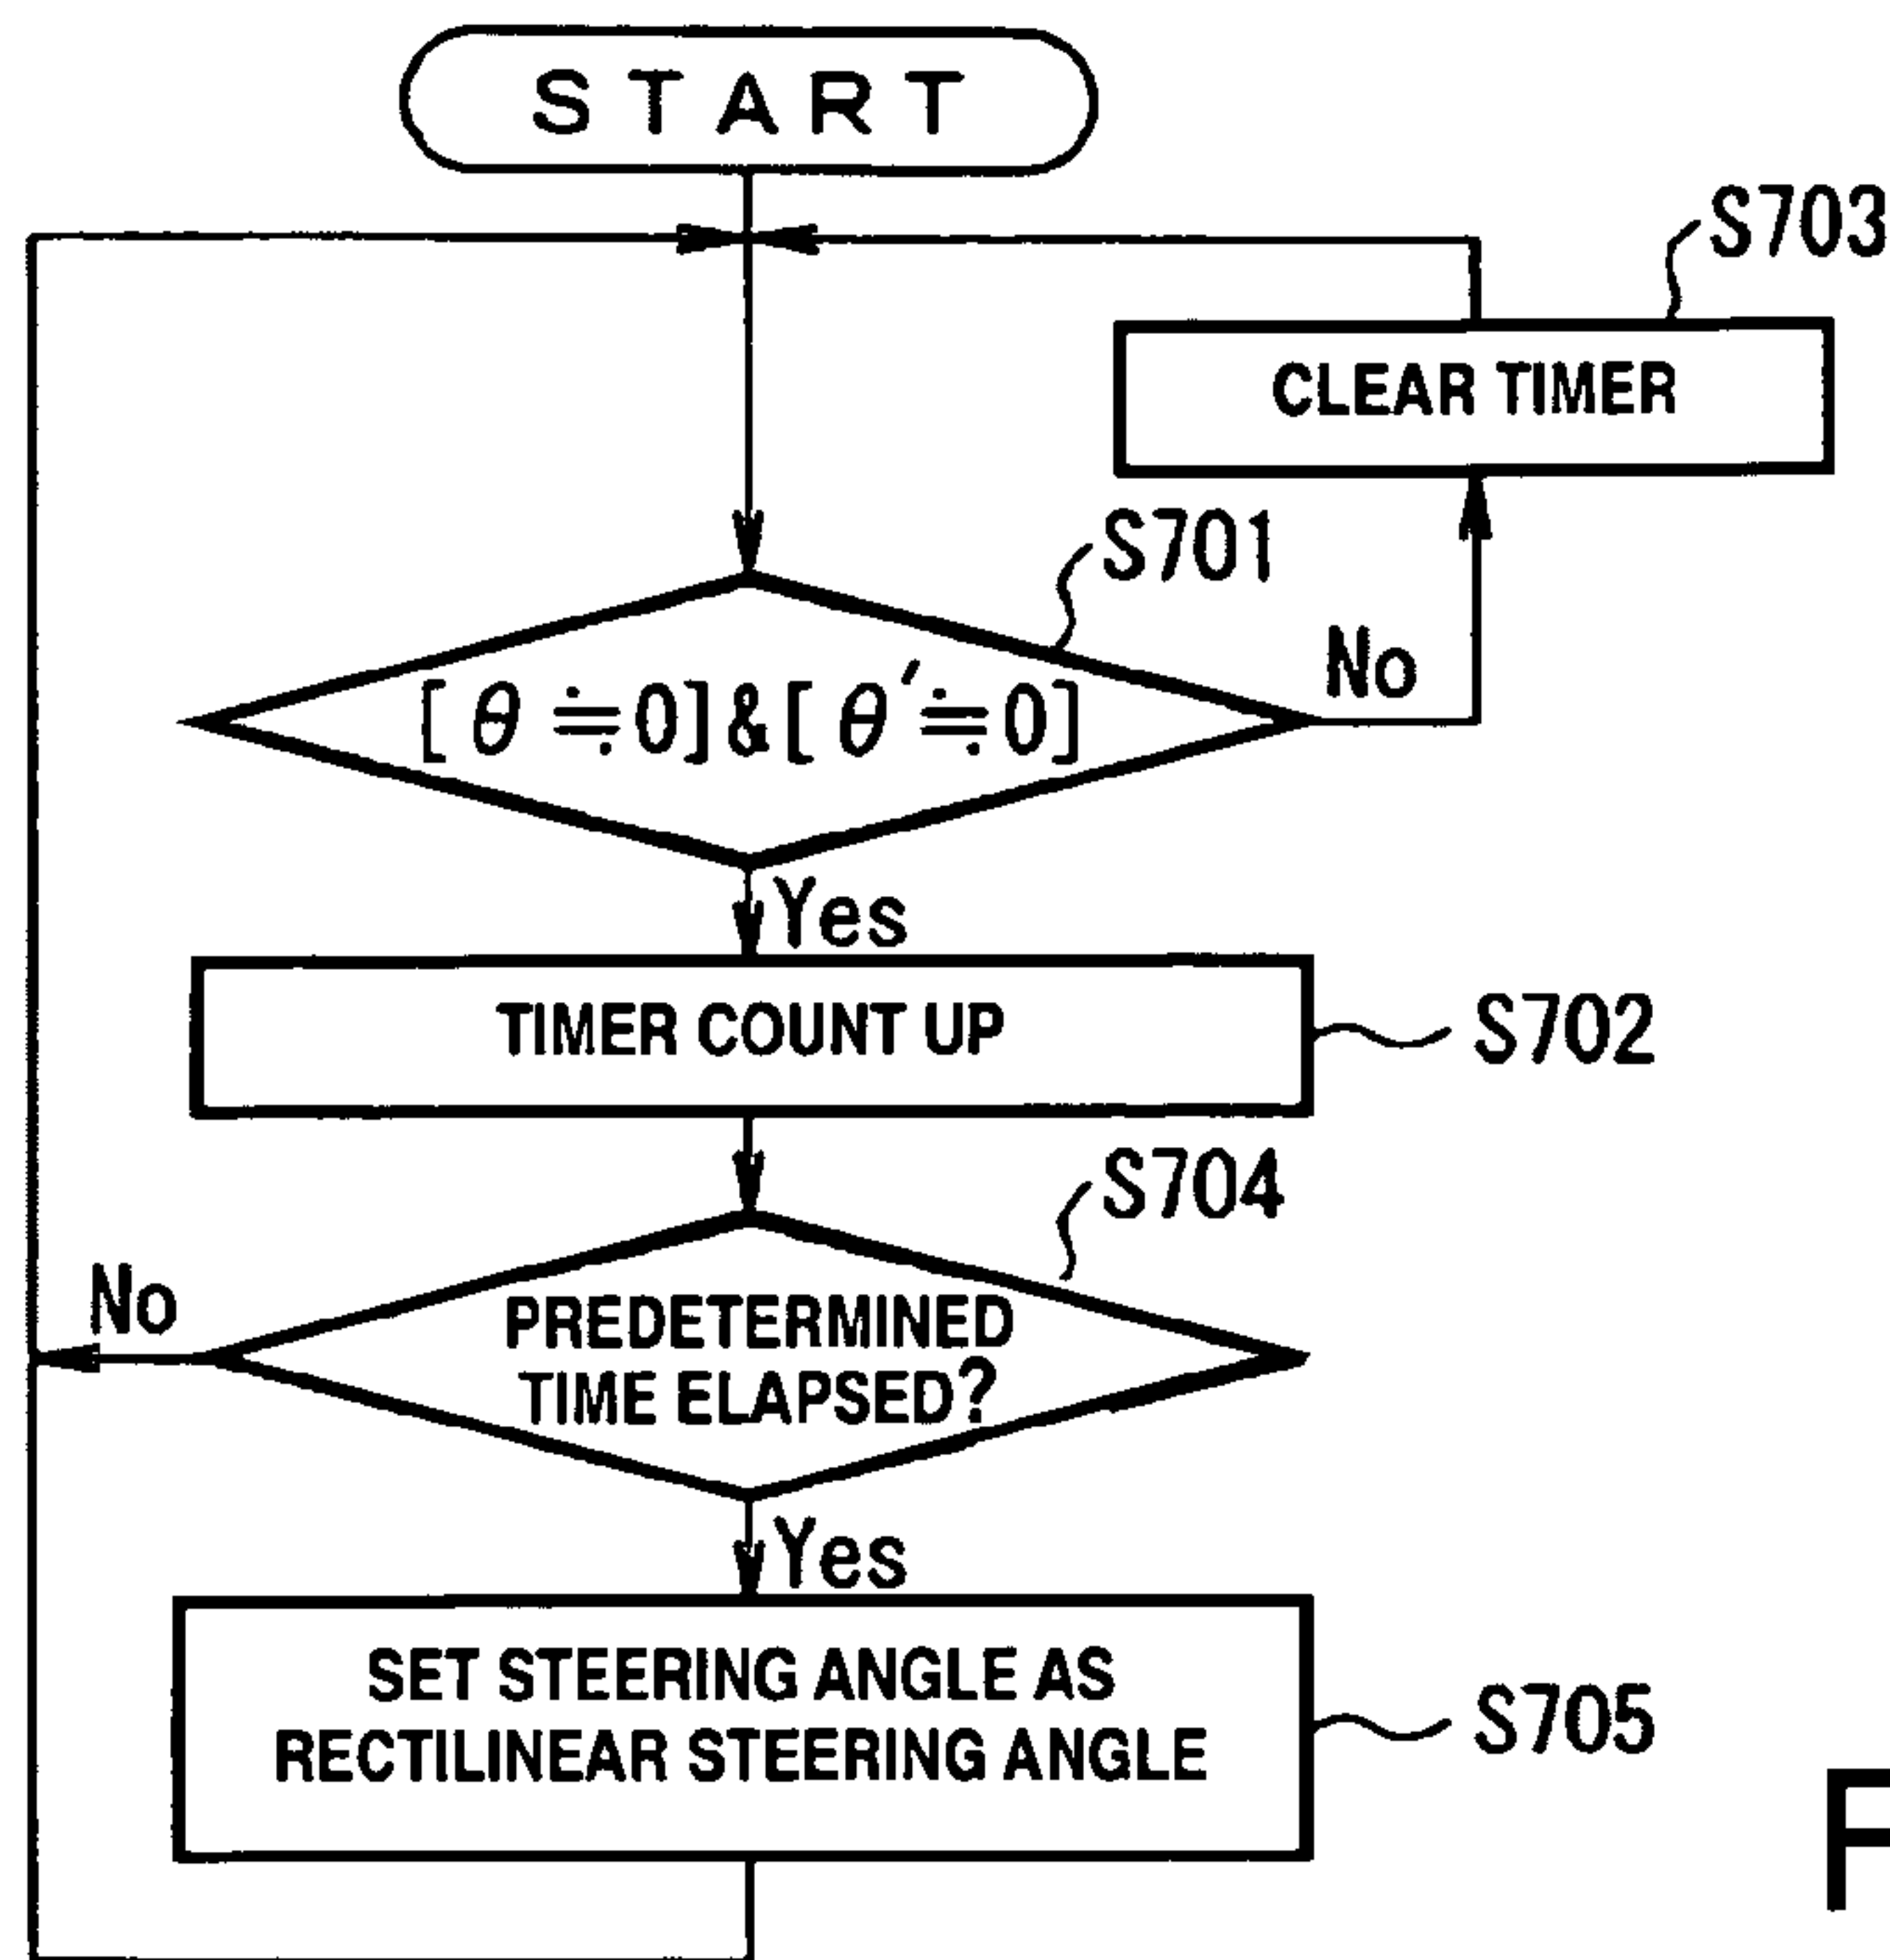 START
S703
CLEAR TIMER
S701
No
[θ≒0]&[θ′≒0]
Yes
TIMER COUNT UP
S702
S704
No
PREDETERMINED
TIME ELAPSED?
Yes
SET STEERING ANGLE AS
RECTILINEAR STEERING ANGLE
S705
F